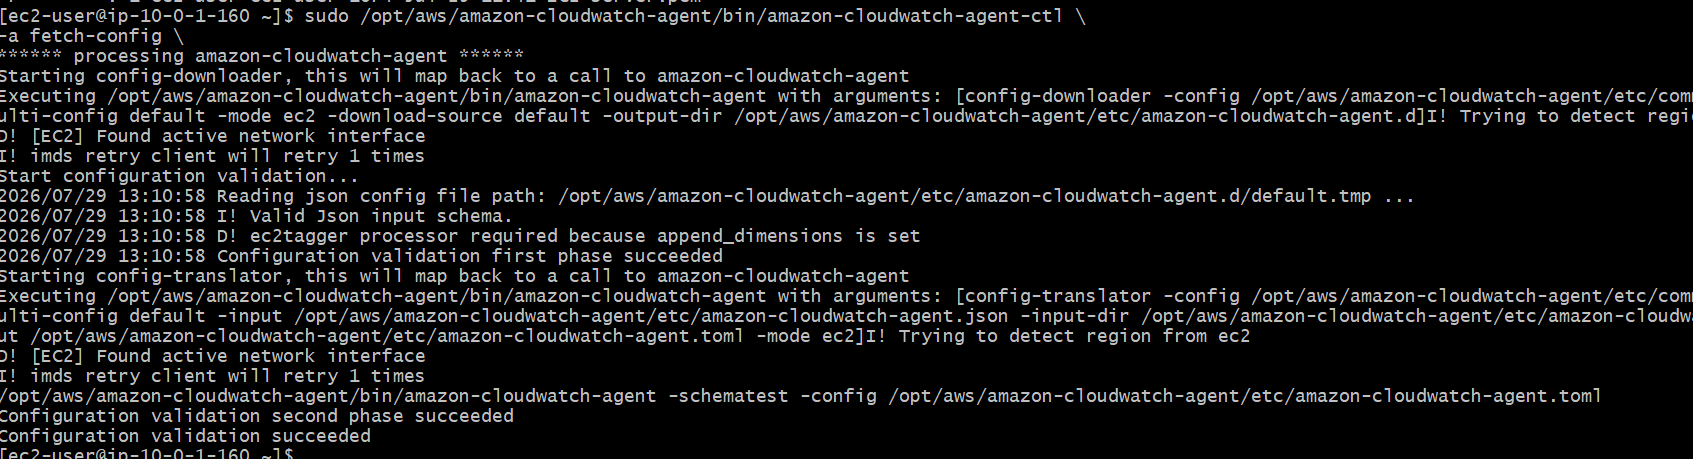 [ec2-user@ip-10-0-1-160 ~]$ sudo /opt/aws/amazon-cloudwatch-agent/bin/amazon-cloudwatch-agent-ctl \
-a fetch-config \
****** processing amazon-cloudwatch-agent ******
Starting config-downloader, this will map back to a call to amazon-cloudwatch-agent
Executing /opt/aws/amazon-cloudwatch-agent/bin/amazon-cloudwatch-agent with arguments: [config-downloader -config /opt/aws/amazon-cloudwatch-agent/etc/com
ulti-config default -mode ec2 -download-source default -output-dir /opt/aws/amazon-cloudwatch-agent/etc/amazon-cloudwatch-agent.d]I! Trying to detect regi
D! [EC2] Found active network interface
I! imds retry client will retry 1 times
Start configuration validation...
2026/07/29 13:10:58 Reading json config file path: /opt/aws/amazon-cloudwatch-agent/etc/amazon-cloudwatch-agent.d/default.tmp ...
2026/07/29 13:10:58 I! Valid Json input schema.
2026/07/29 13:10:58 D! ec2tagger processor required because append_dimensions is set
2026/07/29 13:10:58 Configuration validation first phase succeeded
Starting config-translator, this will map back to a call to amazon-cloudwatch-agent
Executing /opt/aws/amazon-cloudwatch-agent/bin/amazon-cloudwatch-agent with arguments: [config-translator -config /opt/aws/amazon-cloudwatch-agent/etc/com
ulti-config default -input /opt/aws/amazon-cloudwatch-agent/etc/amazon-cloudwatch-agent.json -input-dir /opt/aws/amazon-cloudwatch-agent/etc/amazon-cloudw
ut /opt/aws/amazon-cloudwatch-agent/etc/amazon-cloudwatch-agent.toml -mode ec2]I! Trying to detect region from ec2
D! [EC2] Found active network interface
I! imds retry client will retry 1 times
/opt/aws/amazon-cloudwatch-agent/bin/amazon-cloudwatch-agent -schematest -config /opt/aws/amazon-cloudwatch-agent/etc/amazon-cloudwatch-agent.toml
Configuration validation second phase succeeded
Configuration validation succeeded
[ec2-user@ip-10-0-1-160 ~]$